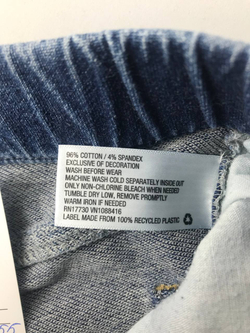 96% COTTON / 4% SPANDEX
EXCLUSIVE OF DECORATION
WASH BEFORE WEAR
MACHINE WASH COLD SEPARATELY INSIDE OUT
ONLY NON-CHLORINE BLEACH WHEN NEEDED
TUMBLE DRY LOW, REMOVE PROMPTLY
WARM IRON IF NEEDED
RN17730 VN1088416
LABEL MADE FROM 100% RECYCLED PLASTIC